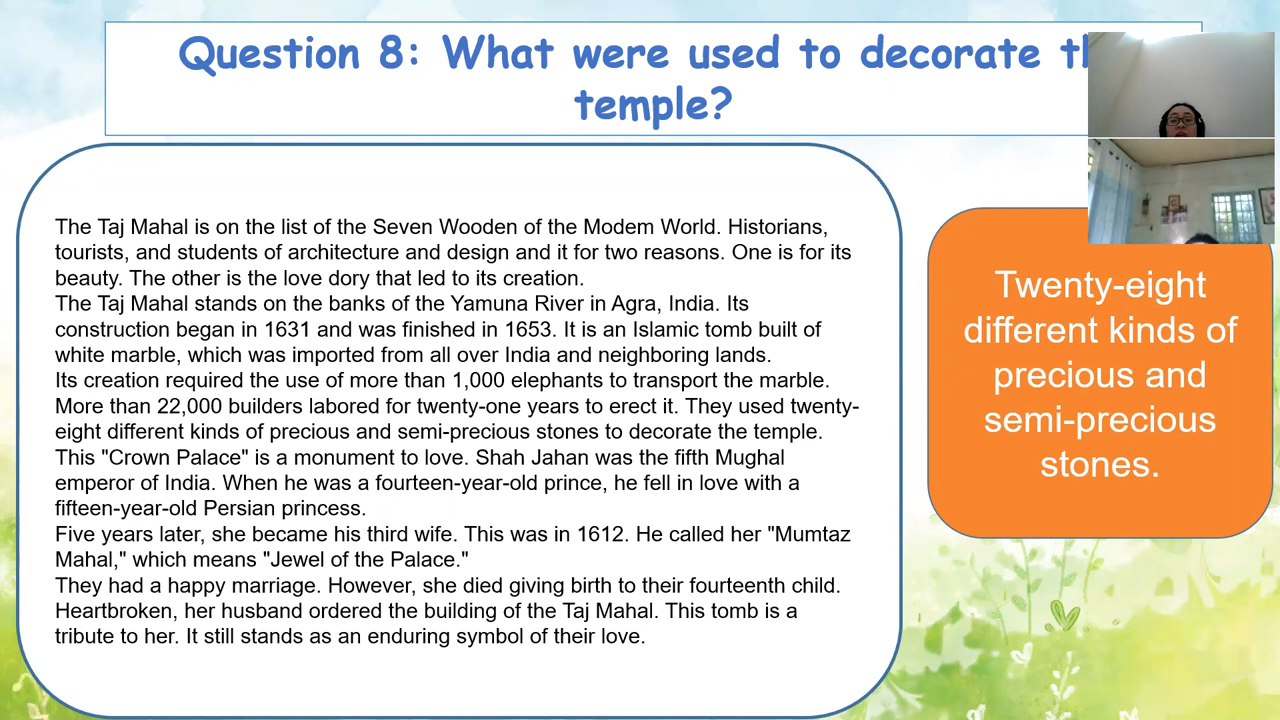 Question 8: What were used to decorate
temple?
The Taj Mahal is on the list of the Seven Wooden of the Modem World. Historians,
tourists, and students of architecture and design and it for two reasons. One is for its
beauty. The other is the love dory that led to its creation.
The Taj Mahal stands on the banks of the Yamuna River in Agra, India. Its
construction began in 1631 and was finished in 1653. It is an Islamic tomb built of
white marble, which was imported from all over India and neighboring lands.
Its creation required the use of more than 1,000 elephants to transport the marble.
More than 22,000 builders labored for twenty-one years to erect it. They used twenty-
eight different kinds of precious and semi-precious stones to decorate the temple.
This "Crown Palace" is a monument to love. Shah Jahan was the fifth Mughal
emperor of India. When he was a fourteen-year-old prince, he fell in love with a
fifteen-year-old Persian princess.
Five years later, she became his third wife. This was in 1612. He called her "Mumtaz
Mahal," which means "Jewel of the Palace."
They had a happy marriage. However, she died giving birth to their fourteenth child.
Heartbroken, her husband ordered the building of the Taj Mahal. This tomb is a
tribute to her. It still stands as an enduring symbol of their love.
Twenty-eight
different kinds of
precious and
semi-precious
stones.